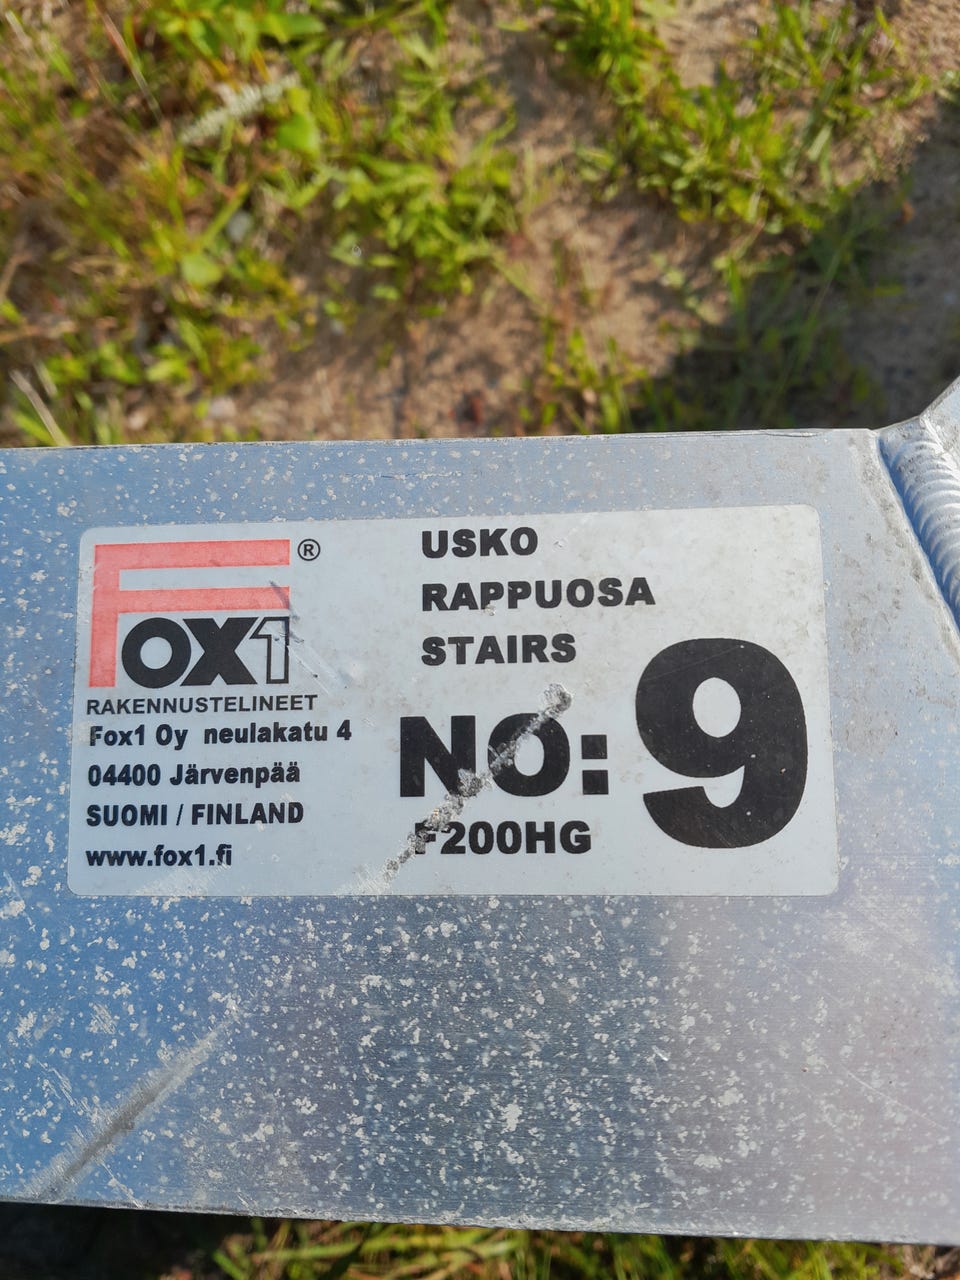 FOX1®
RAKENNUSTELINEET
Fox1 Oy neulakatu 4
04400 Järvenpää
SUOMI / FINLAND
www.fox1.fi
USKO
RAPPUOSA
STAIRS
NO: 9
F200HG